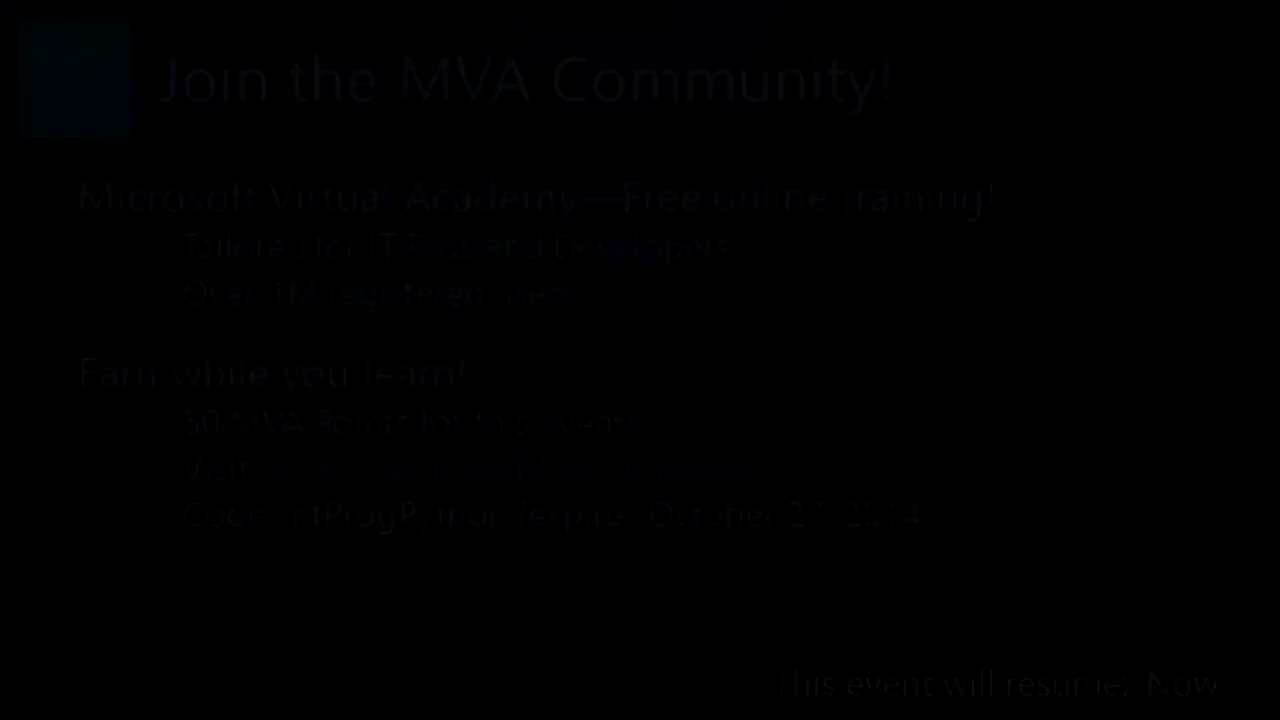 Join the MVA Community!
Microsoft Virtual Academy—Free online training!
Tailored for IT Pros and Developers
Over 1M registered users
Earn while you learn!
50 MVA Points for this event!
Visit
Code: IntProgPython (expires October 2014)
This event will resume: Now